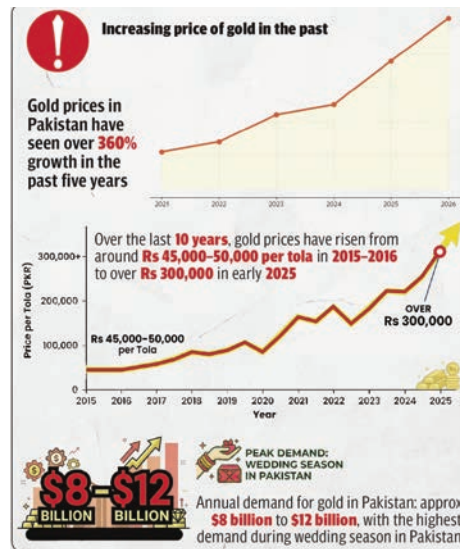 Increasing price of gold in the past
Gold prices in
Pakistan have
seen over 360%
growth in the
past five years
2021 2022 2023 2024 2025 2026
Over the last 10 years, gold prices have risen from
around Rs 45,000–50,000 per tola in 2015–2016
to over Rs 300,000 in early 2025
Price per Tola (PKR)
300,000+
200,000
100,000
0
Rs 45,000–50,000
per Tola
OVER
Rs 300,000
2015 2016 2017 2018 2019 2020 2021 2022 2023 2024 2025
Year
$8–$12
BILLION BILLION
PEAK DEMAND:
WEDDING SEASON
IN PAKISTAN
Annual demand for gold in Pakistan: approx
$8 billion to $12 billion, with the highest
demand during wedding season in Pakistan